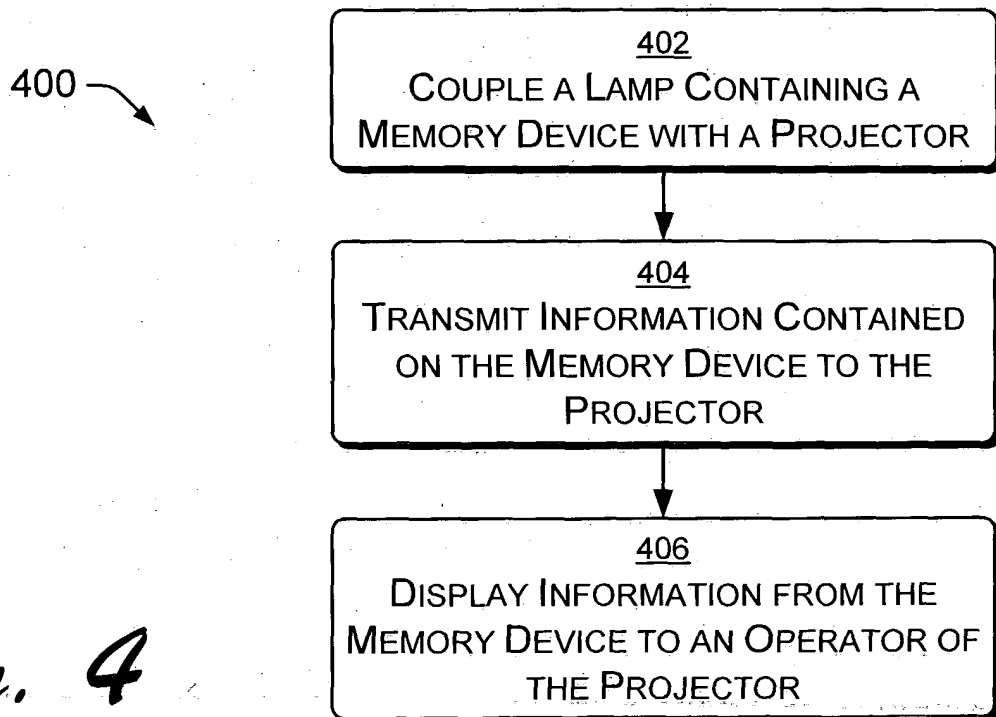 400
402
COUPLE A LAMP CONTAINING A
MEMORY DEVICE WITH A PROJECTOR
404
TRANSMIT INFORMATION CONTAINED
ON THE MEMORY DEVICE TO THE
PROJECTOR
406
DISPLAY INFORMATION FROM THE
MEMORY DEVICE TO AN OPERATOR OF
THE PROJECTOR
4